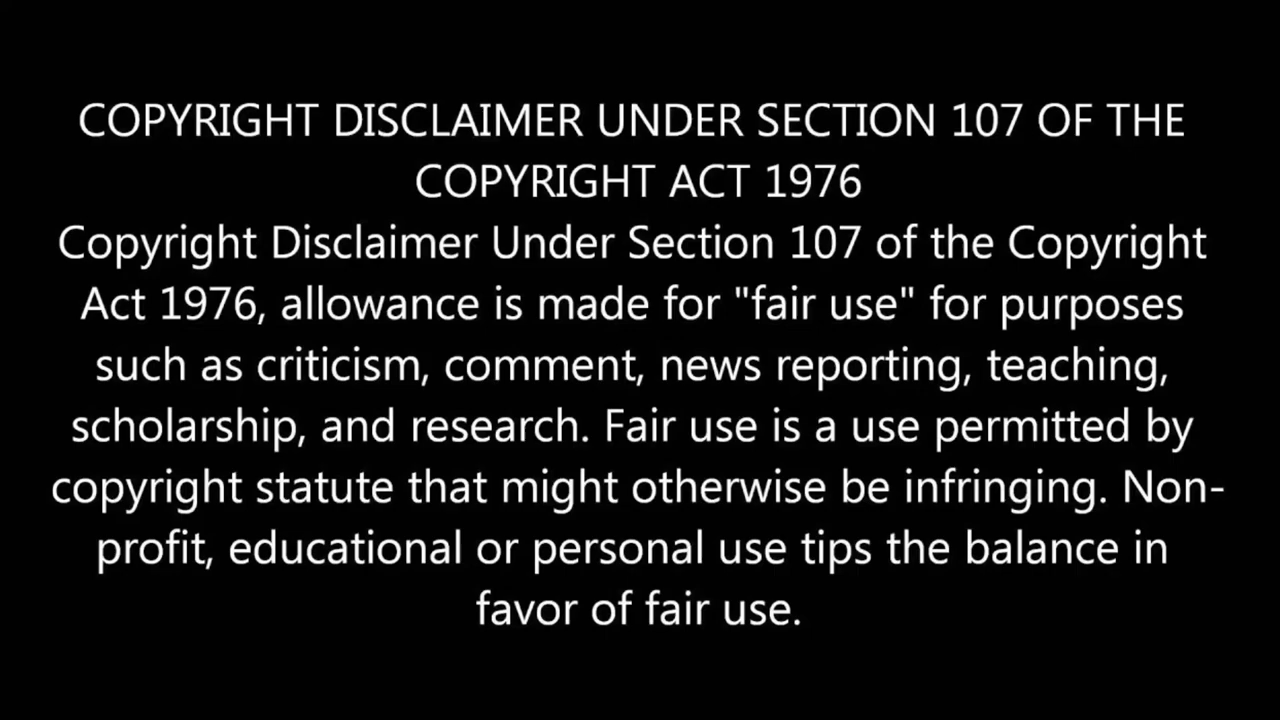 COPYRIGHT DISCLAIMER UNDER SECTION 107 OF THE
COPYRIGHT ACT 1976
Copyright Disclaimer Under Section 107 of the Copyright
Act 1976, allowance is made for "fair use" for purposes
such as criticism, comment, news reporting, teaching,
scholarship, and research. Fair use is a use permitted by
copyright statute that might otherwise be infringing. Non-
profit, educational or personal use tips the balance in
favor of fair use.